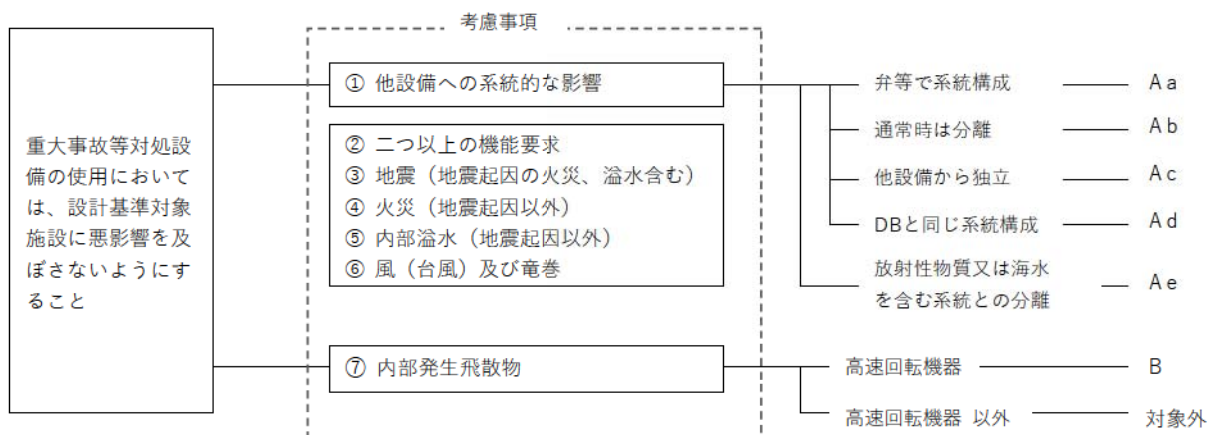 考慮事項
重大事故等対処設
備の使用において
は、設計基準対象
施設に悪影響を及
ぼさないようにす
ること
① 他設備への系統的な影響
② 二つ以上の機能要求
③ 地震（地震起因の火災、溢水含む）
④ 火災（地震起因以外）
⑤ 内部溢水（地震起因以外）
⑥ 風（台風）及び竜巻
⑦ 内部発生飛散物
弁等で系統構成 Aa
通常時は分離 Ab
他設備から独立 Ac
DBと同じ系統構成 Ad
放射性物質又は海水
を含む系統との分離 Ae
高速回転機器 B
高速回転機器 以外 対象外